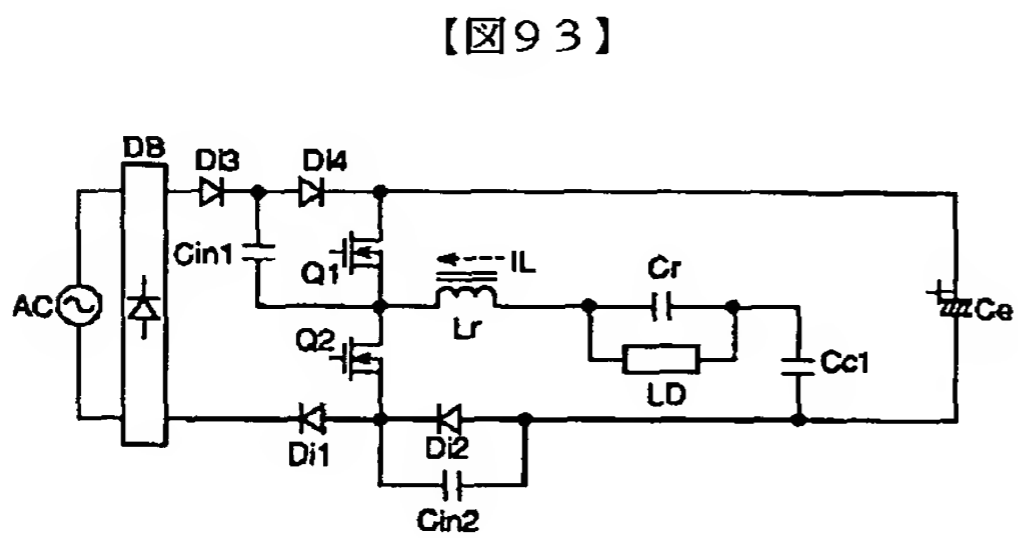 【図９３】
DB
Di3
Di4
Cin1
Q1
IL
Cr
AC
Lr
Ce
Q2
LD
Cc1
Di1
Di2
Cin2